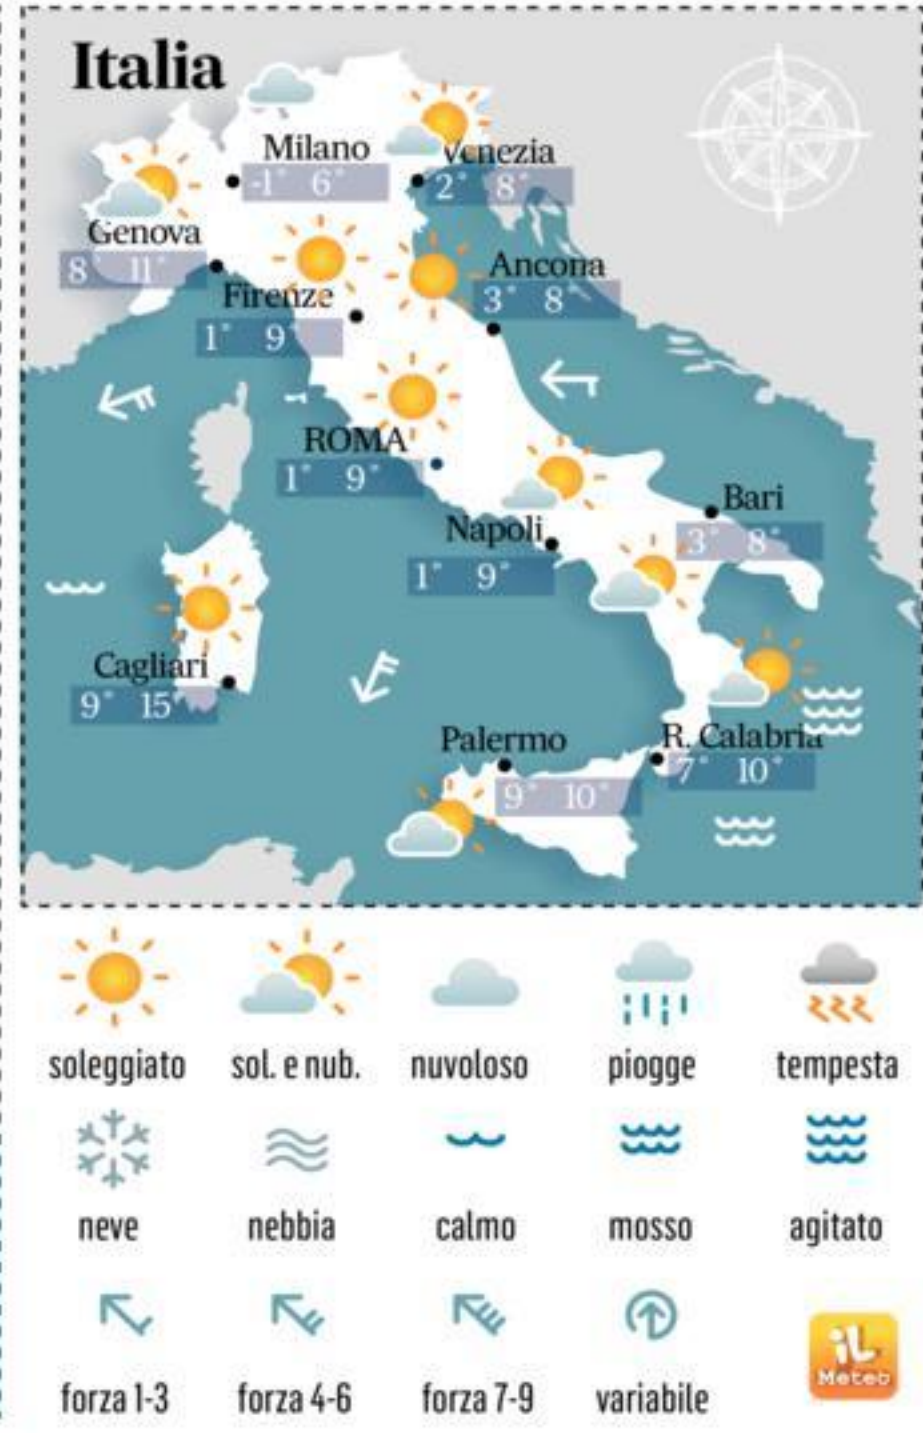 Italia
Milano
-1° 6°
Venezia
2° 8°
Genova
8° 11°
Ancona
3° 8°
Firenze
1° 9°
ROMA
1° 9°
Bari
3° 8°
Napoli
1° 9°
Cagliari
9° 15°
Palermo
9° 10°
R. Calabria
7° 10°
soleggiato sol. e nub. nuvoloso piogge tempesta
neve nebbia calmo mosso agitato
forza 1-3 forza 4-6 forza 7-9 variabile
iL
Meteo